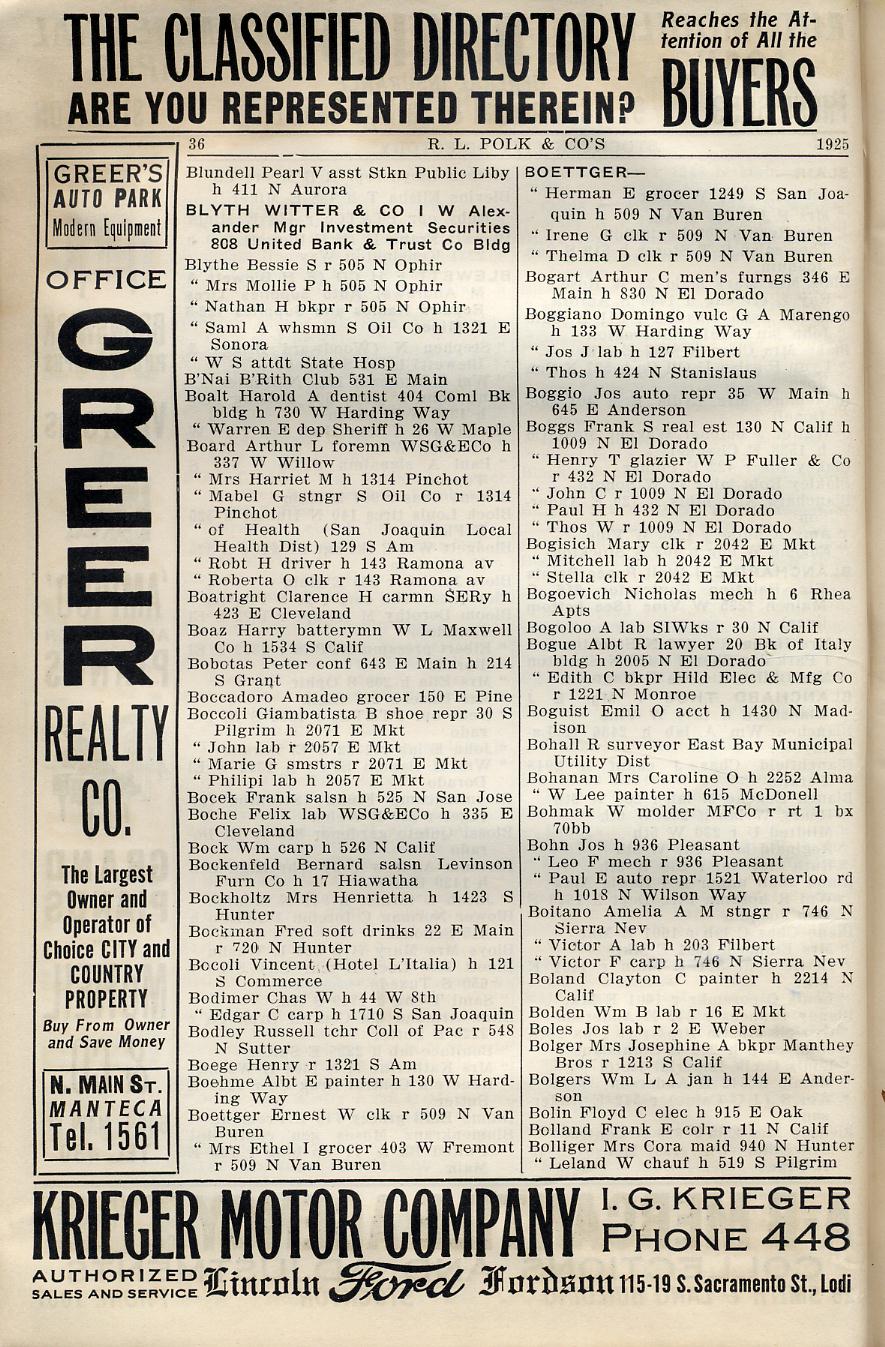 THE CLASSIFIED DIRECTORY
ARE YOU REPRESENTED THEREIN?
Reaches the At-
tention of All the
BUYERS
36 R. L. POLK & CO'S 1925
GREER'S
AUTO PARK
Modern Equipment
OFFICE
GREER
REALTY
CO.
The Largest
Owner and
Operator of
Choice CITY and
COUNTRY
PROPERTY
Buy From Owner
and Save Money
N. MAIN ST.
MANTECA
Tel. 1561
Blundell Pearl V asst Stkn Public Liby
h 411 N Aurora
BLYTH WITTER & CO I W Alex-
ander Mgr Investment Securities
808 United Bank & Trust Co Bldg
Blythe Bessie S r 505 N Ophir
“ Mrs Mollie P h 505 N Ophir
“ Nathan H bkpr r 505 N Ophir
“ Saml A whsmn S Oil Co h 1321 E
Sonora
“ W S attdt State Hosp
B'Nai B'Rith Club 531 E Main
Boalt Harold A dentist 404 Coml Bk
bldg h 730 W Harding Way
“ Warren E dep Sheriff h 26 W Maple
Board Arthur L foremn WSG&ECo h
337 W Willow
“ Mrs Harriet M h 1314 Pinchot
“ Mabel G stngr S Oil Co r 1314
Pinchot
“ of Health (San Joaquin Local
Health Dist) 129 S Am
“ Robt H driver h 143 Ramona av
“ Roberta O clk r 143 Ramona av
Boatright Clarence H carmn SERy h
423 E Cleveland
Boaz Harry batterymn W L Maxwell
Co h 1534 S Calif
Bobotas Peter conf 643 E Main h 214
S Grant
Boccadoro Amadeo grocer 150 E Pine
Boccoli Giambatista B shoe repr 30 S
Pilgrim h 2071 E Mkt
“ John lab r 2057 E Mkt
“ Marie G smstrs r 2071 E Mkt
“ Philipi lab h 2057 E Mkt
Bocek Frank salsn h 525 N San Jose
Boche Felix lab WSG&ECo h 335 E
Cleveland
Bock Wm carp h 526 N Calif
Bockenfeld Bernard salsn Levinson
Furn Co h 17 Hiawatha
Bockholtz Mrs Henrietta h 1423 S
Hunter
Bockman Fred soft drinks 22 E Main
r 720 N Hunter
Bocoli Vincent (Hotel L'Italia) h 121
S Commerce
Bodimer Chas W h 44 W 8th
“ Edgar C carp h 1710 S San Joaquin
Bodley Russell tchr Coll of Pac r 548
N Sutter
Boege Henry r 1321 S Am
Boehme Albt E painter h 130 W Hard-
ing Way
Boettger Ernest W clk r 509 N Van
Buren
“ Mrs Ethel I grocer 403 W Fremont
r 509 N Van Buren
BOETTGER—
“ Herman E grocer 1249 S San Joa-
quin h 509 N Van Buren
“ Irene G clk r 509 N Van Buren
“ Thelma D clk r 509 N Van Buren
Bogart Arthur C men's furngs 346 E
Main h 830 N El Dorado
Boggiano Domingo vulc G A Marengo
h 133 W Harding Way
“ Jos J lab h 127 Filbert
“ Thos h 424 N Stanislaus
Boggio Jos auto repr 35 W Main h
645 E Anderson
Boggs Frank S real est 130 N Calif h
1009 N El Dorado
“ Henry T glazier W P Fuller & Co
r 432 N El Dorado
“ John C r 1009 N El Dorado
“ Paul H h 432 N El Dorado
“ Thos W r 1009 N El Dorado
Bogisich Mary clk r 2042 E Mkt
“ Mitchell lab h 2042 E Mkt
“ Stella clk r 2042 E Mkt
Bogoevich Nicholas mech h 6 Rhea
Apts
Bogoloo A lab SIWks r 30 N Calif
Bogue Albt R lawyer 20 Bk of Italy
bldg h 2005 N El Dorado
“ Edith C bkpr Hild Elec & Mfg Co
r 1221 N Monroe
Boguist Emil O acct h 1430 N Mad-
ison
Bohall R surveyor East Bay Municipal
Utility Dist
Bohanan Mrs Caroline O h 2252 Alma
“ W Lee painter h 615 McDonell
Bohmak W molder MFCo r rt 1 bx
70bb
Bohn Jos h 936 Pleasant
“ Leo F mech r 936 Pleasant
“ Paul E auto repr 1521 Waterloo rd
h 1018 N Wilson Way
Boitano Amelia A M stngr r 746 N
Sierra Nev
“ Victor A lab h 203 Filbert
“ Victor F carp h 746 N Sierra Nev
Boland Clayton C painter h 2214 N
Calif
Bolden Wm B lab r 16 E Mkt
Boles Jos lab r 2 E Weber
Bolger Mrs Josephine A bkpr Manthey
Bros r 1213 S Calif
Bolgers Wm L A jan h 144 E Ander-
son
Bolin Floyd C elec h 915 E Oak
Bolland Frank E colr r 11 N Calif
Bolliger Mrs Cora maid 940 N Hunter
“ Leland W chauf h 519 S Pilgrim
KRIEGER MOTOR COMPANY
I. G. KRIEGER
PHONE 448
AUTHORIZED
SALES AND SERVICE
Lincoln Ford Fordson 115-19 S. Sacramento St., Lodi